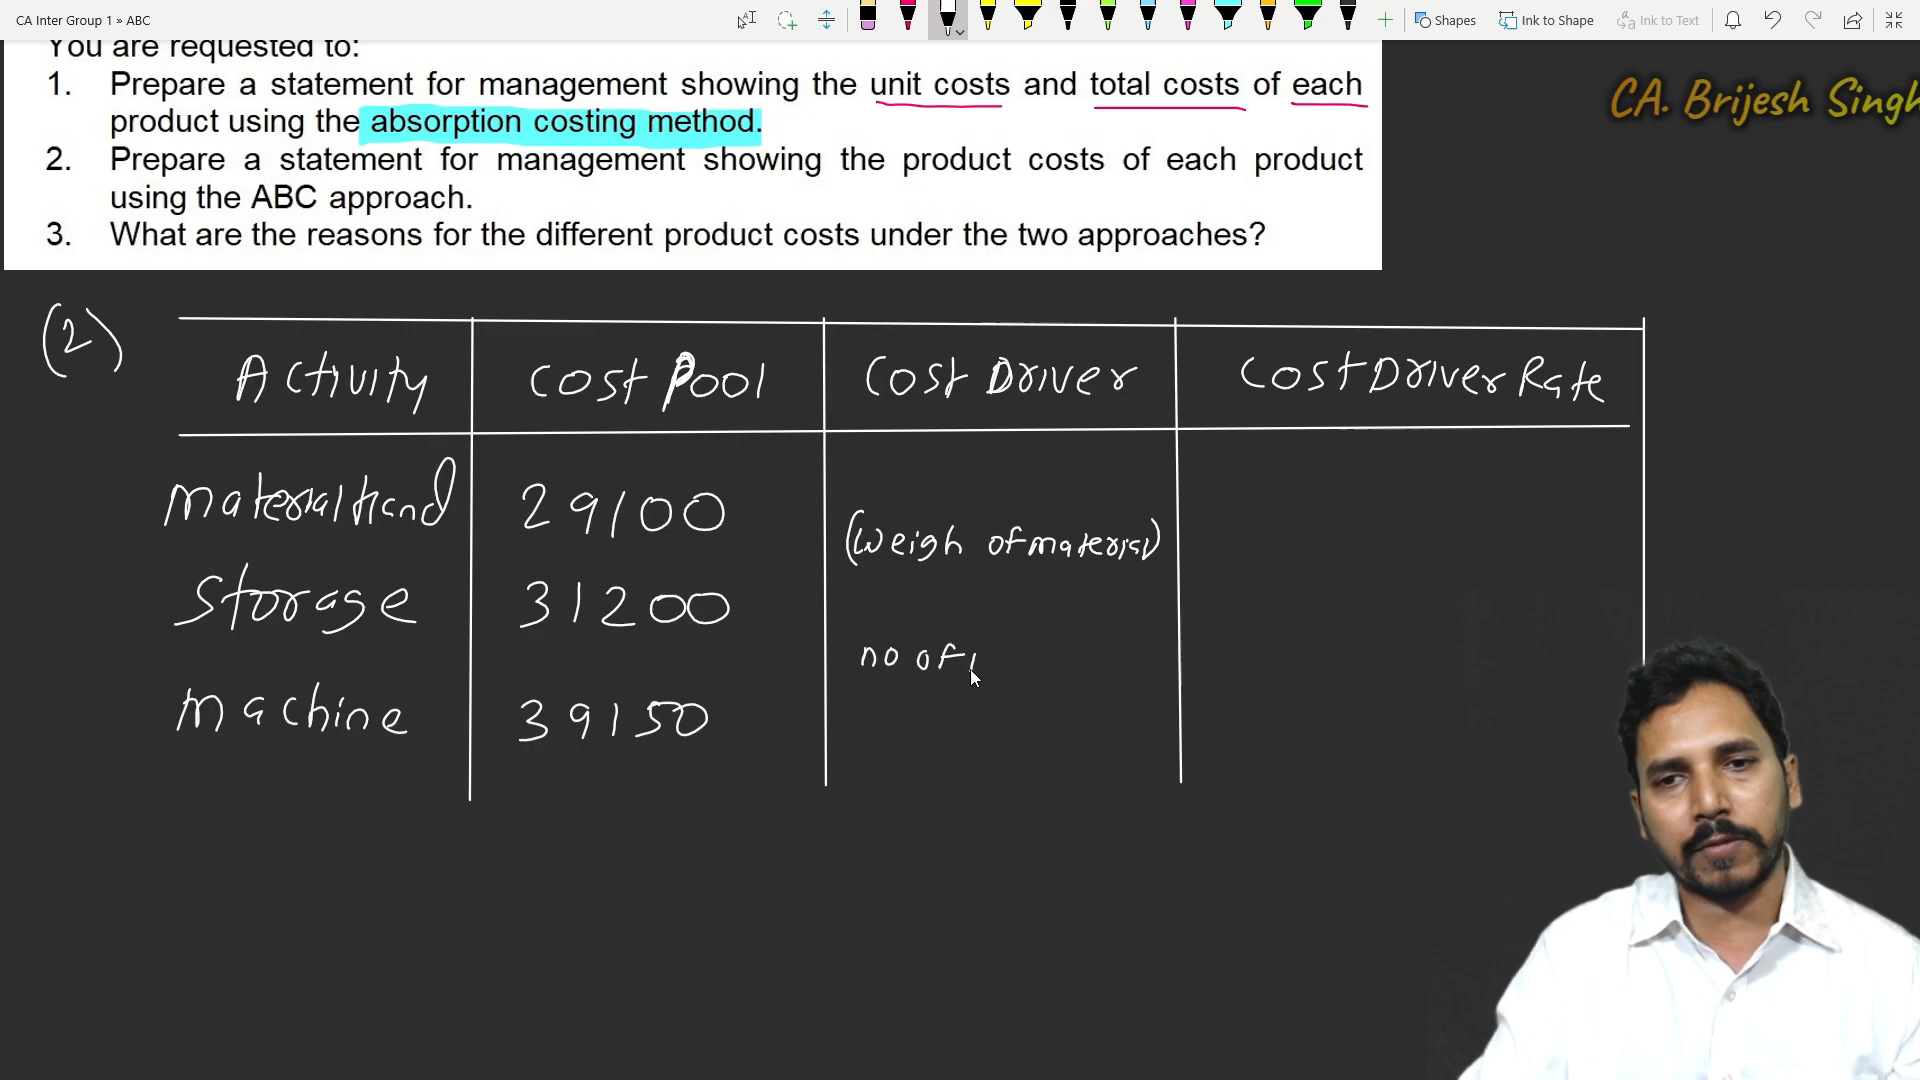 CA Inter Group 1 » ABC
Shapes
Ink to Shape
Ink to Text
You are requested to:
1. Prepare a statement for management showing the unit costs and total costs of each
product using the absorption costing method.
2. Prepare a statement for management showing the product costs of each product
using the ABC approach.
3. What are the reasons for the different product costs under the two approaches?
CA. Brijesh Singh
(2)
Activity Cost Pool Cost Driver Cost Driver Rate
Material Hand 29100 (Weigh of material)
Storage 31200
no of
machine 39150